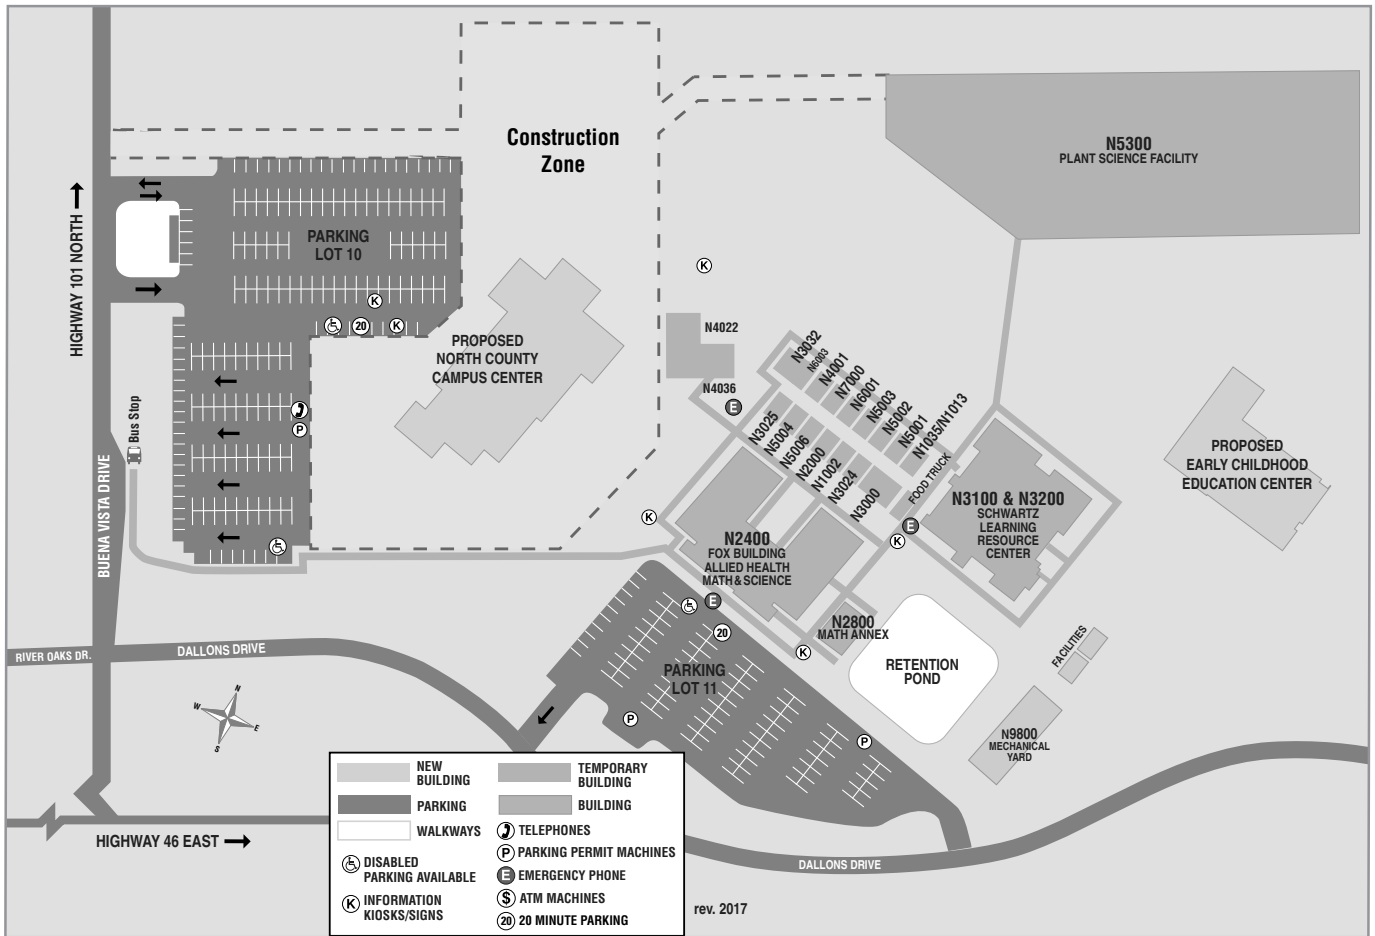 Construction
Zone
N5300
PLANT SCIENCE FACILITY
HIGHWAY 101 NORTH
PARKING
LOT 10
K
K
K
20
N4022
N4036
PROPOSED
NORTH COUNTY
CAMPUS CENTER
N3032
N6003
N4001
N7000
N6001
N5003
N5002
N5001
N1035/N1013
E
P
Bus Stop
N3025
N5004
N5006
N2000
N1002
N3024
N3000
FOOD TRUCK
N3100 & N3200
SCHWARTZ
LEARNING
RESOURCE
CENTER
PROPOSED
EARLY CHILDHOOD
EDUCATION CENTER
K
E
K
BUENA VISTA DRIVE
N2400
FOX BUILDING
ALLIED HEALTH
MATH & SCIENCE
E
20
N2800
MATH ANNEX
K
RIVER OAKS DR.
DALLONS DRIVE
PARKING
LOT 11
RETENTION
POND
FACILITIES
N
W
E
S
P
P
N9800
MECHANICAL
YARD
HIGHWAY 46 EAST
NEW
BUILDING
TEMPORARY
BUILDING
PARKING
BUILDING
WALKWAYS
TELEPHONES
P PARKING PERMIT MACHINES
DISABLED
PARKING AVAILABLE
E EMERGENCY PHONE
$ ATM MACHINES
K INFORMATION
KIOSKS/SIGNS
20 20 MINUTE PARKING
DALLONS DRIVE
rev. 2017